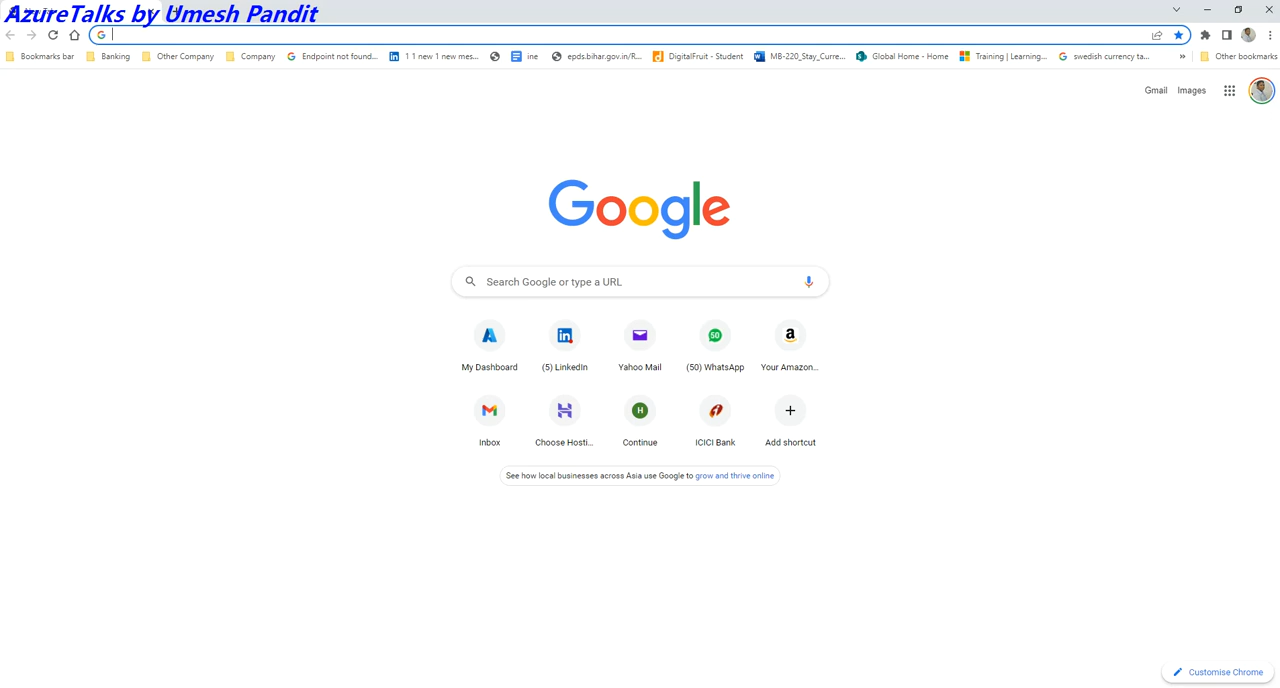 AzureTalks by Umesh Pandit
Bookmarks bar Banking Other Company Company Endpoint not found... 1 1 new 1 new mes... ine epds.bihar.gov.in/R... DigitalFruit - Student MB-220_Stay_Curre... Global Home - Home Training | Learning... swedish currency ta... » Other bookmarks
Gmail Images
Google
Search Google or type a URL
My Dashboard (5) LinkedIn Yahoo Mail (50) WhatsApp Your Amazon...
Inbox Choose Hosti... Continue ICICI Bank Add shortcut
See how local businesses across Asia use Google to grow and thrive online
Customise Chrome